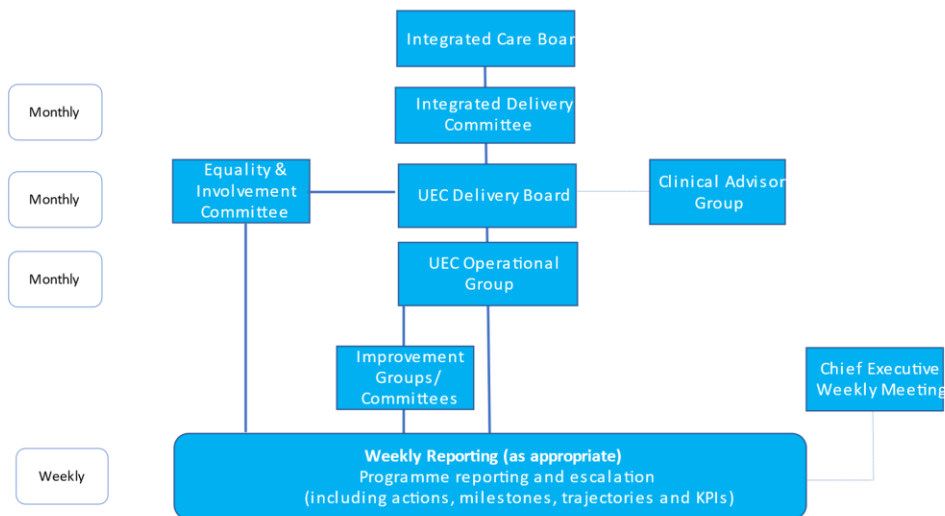 Integrated Care Boar
Monthly
Integrated Delivery
Committee
Monthly
Equality &
Involvement
Committee
UEC Delivery Board
Clinical Advisor
Group
Monthly
UEC Operational
Group
Improvement
Groups/
Committees
Chief Executive
Weekly Meeting
Weekly
Weekly Reporting (as appropriate)
Programme reporting and escalation
(including actions, milestones, trajectories and KPIs)